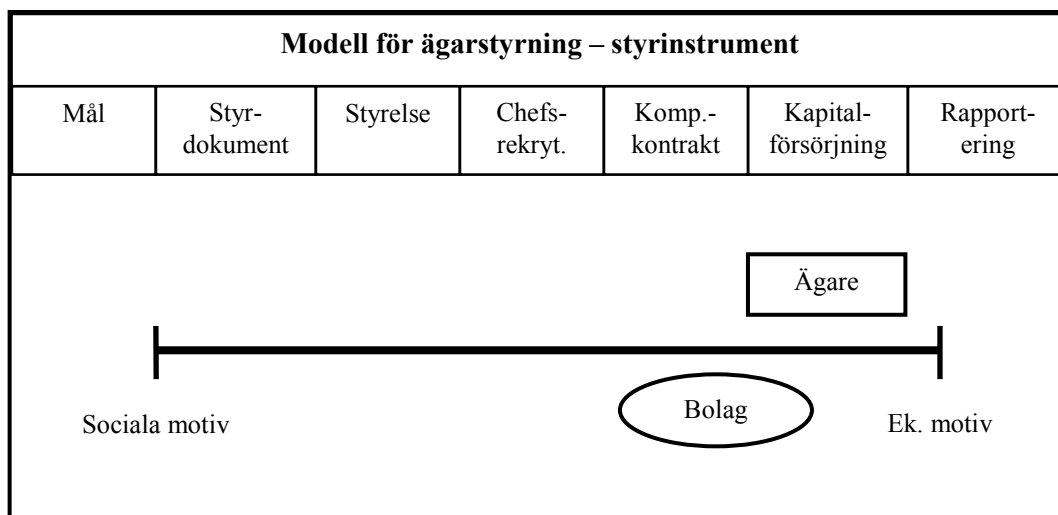 Modell för ägarstyrning – styrinstrument
Mål
Styr-
dokument
Styrelse
Chefs-
rekryt.
Komp.-
kontrakt
Kapital-
försörjning
Rapport-
ering
Ägare
Bolag
Sociala motiv
Ek. motiv